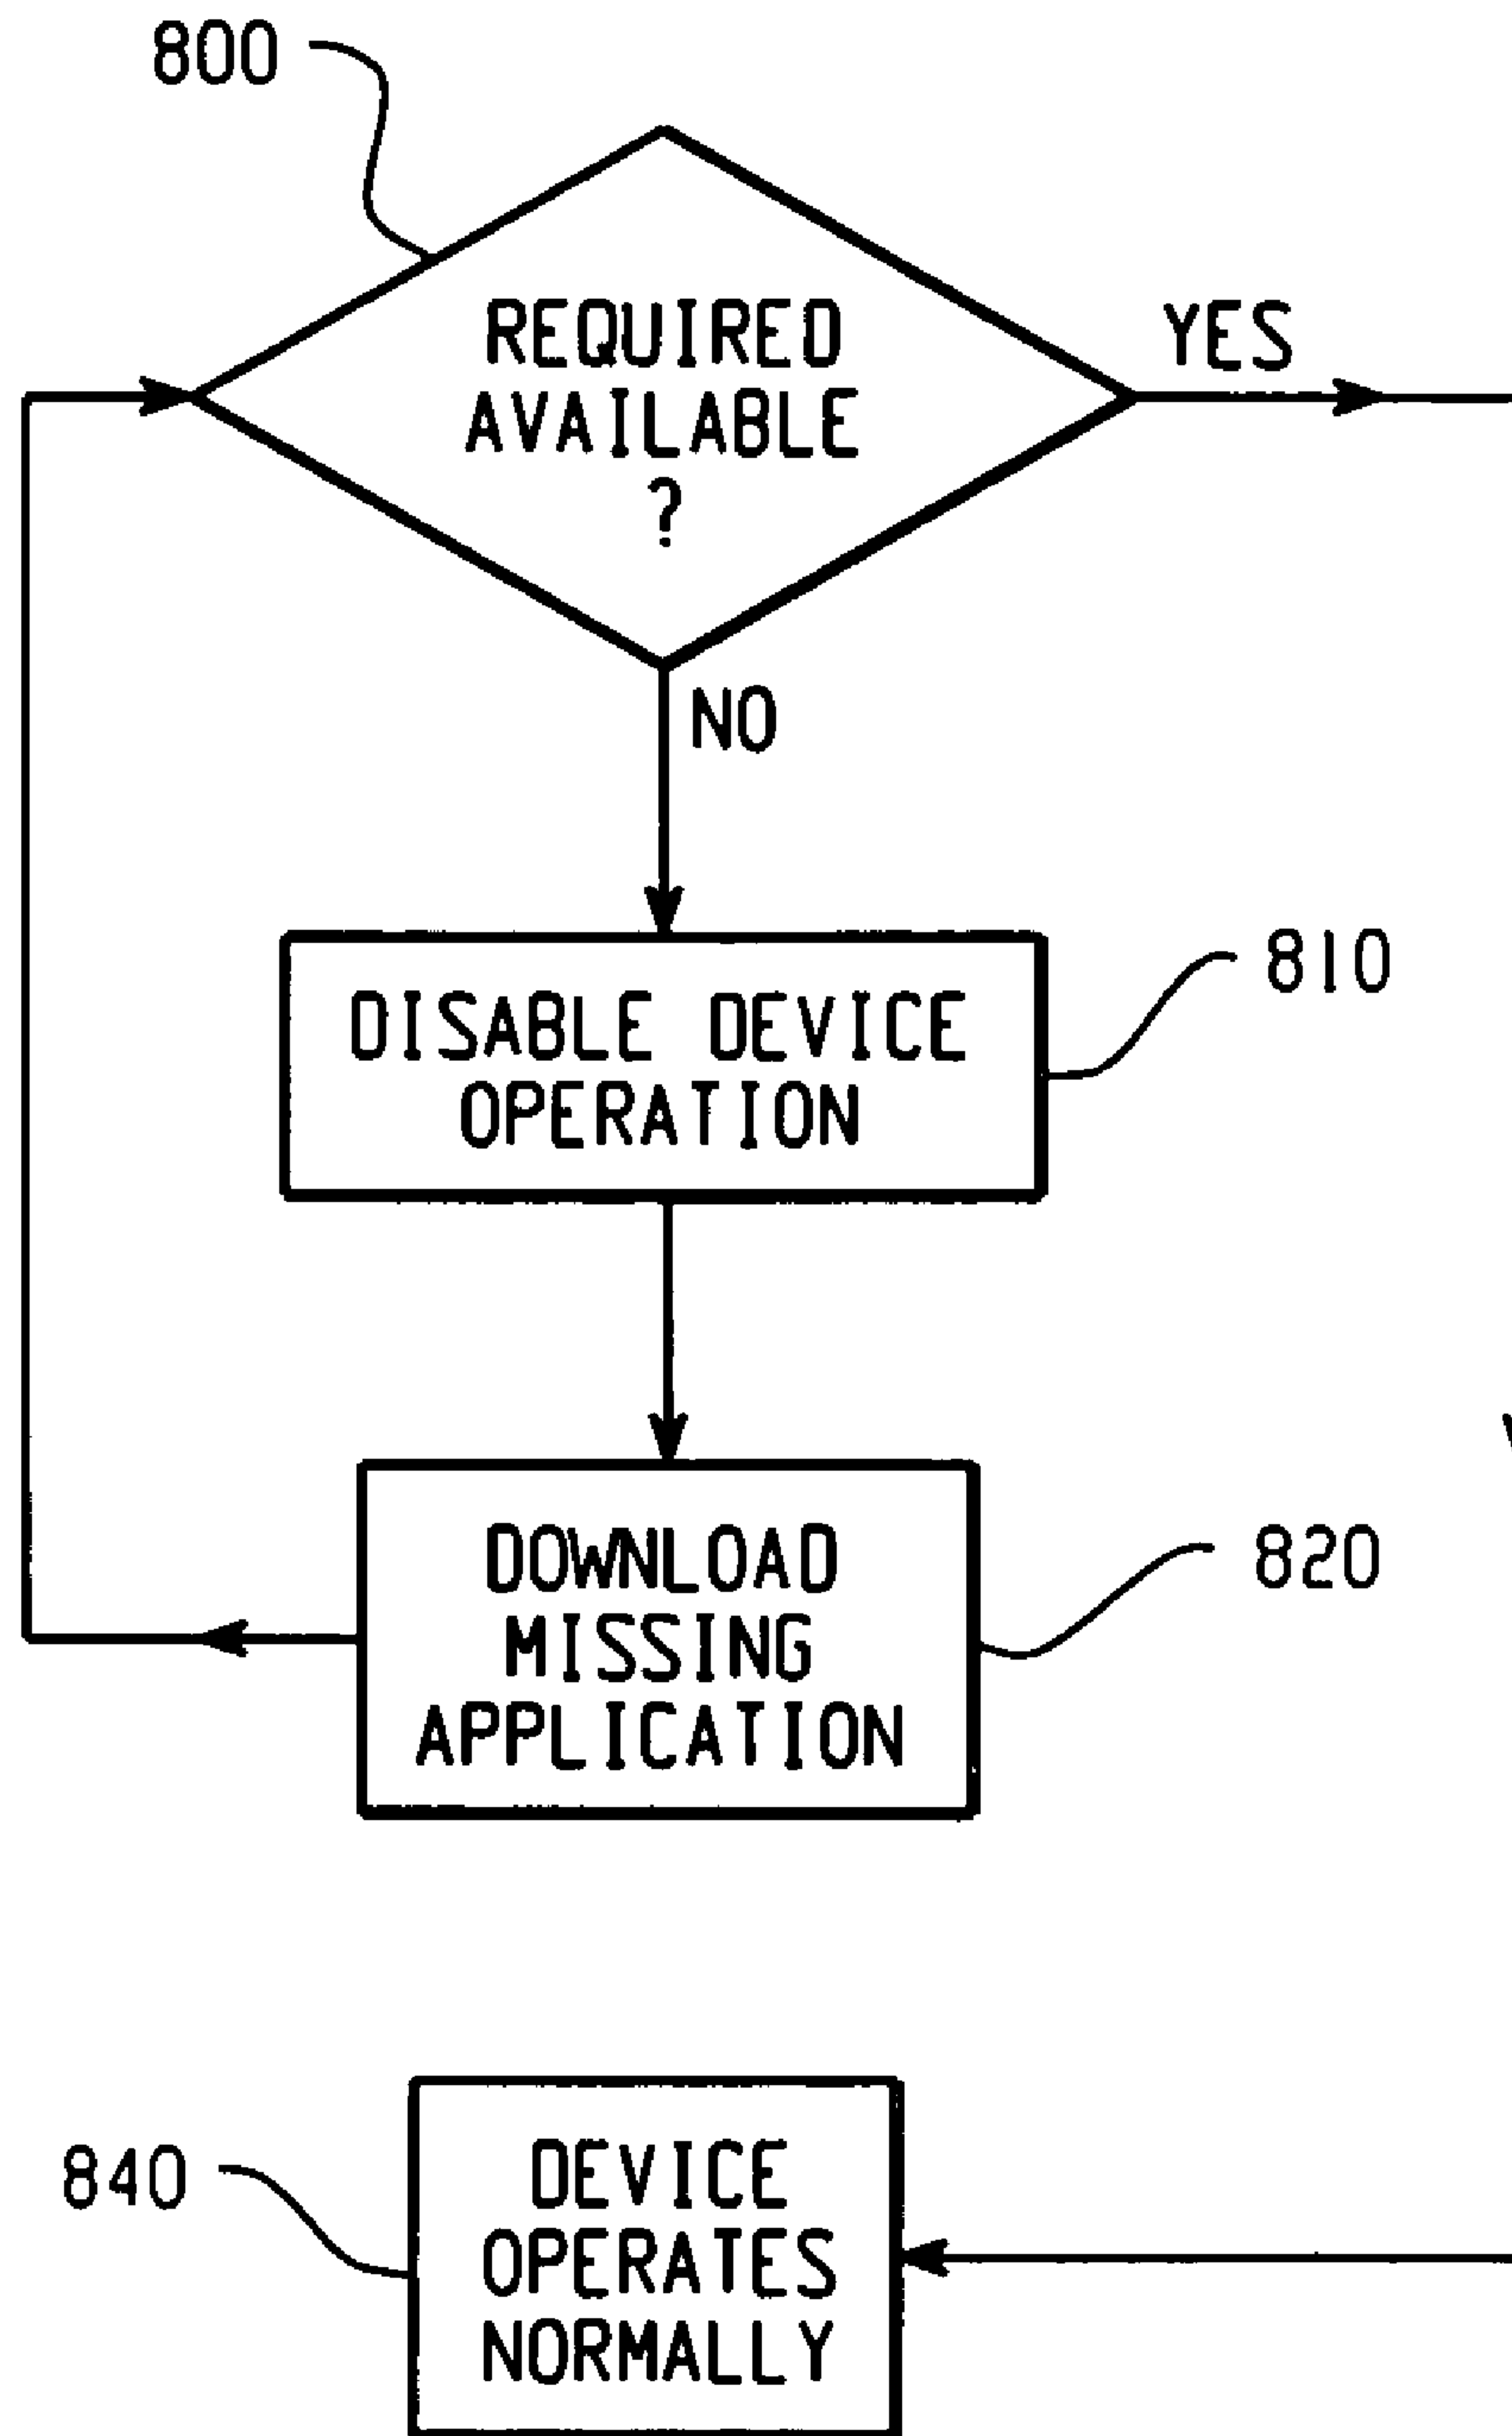 800
REQUIRED
AVAILABLE
?
YES
NO
DISABLE DEVICE
OPERATION
810
DOWNLOAD
MISSING
APPLICATION
820
840
DEVICE
OPERATES
NORMALLY